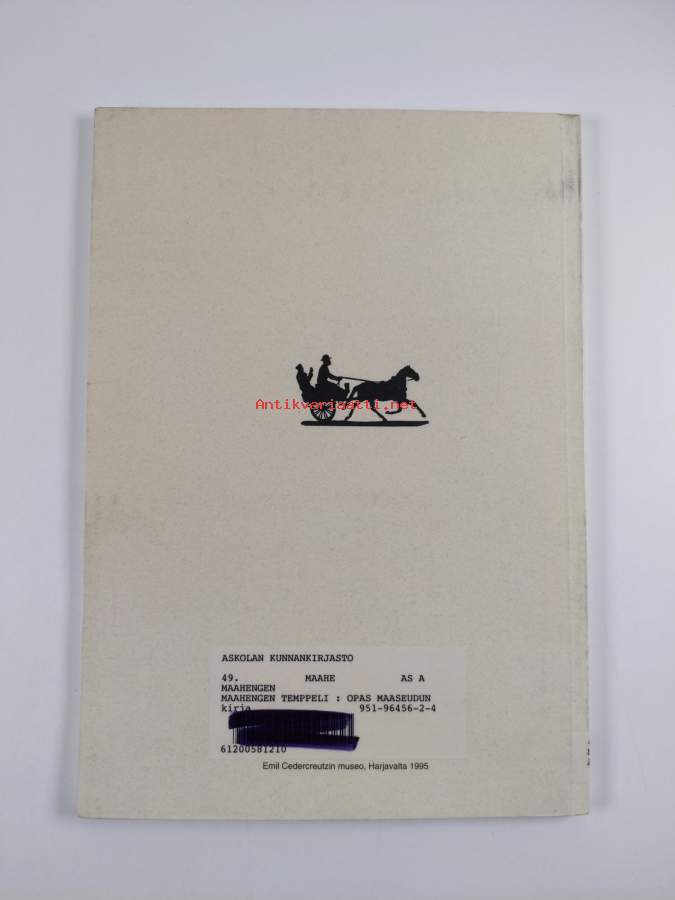 Antikvariaatti.net
ASKOLAN KUNNANKIRJASTO
49. MAAHE AS A
MAAHENGEN
MAAHENGEN TEMPPELI : OPAS MAASEUDUN
kirja 951-96456-2-4
61200581210
Emil Cedercreutzin museo, Harjavalta 1995